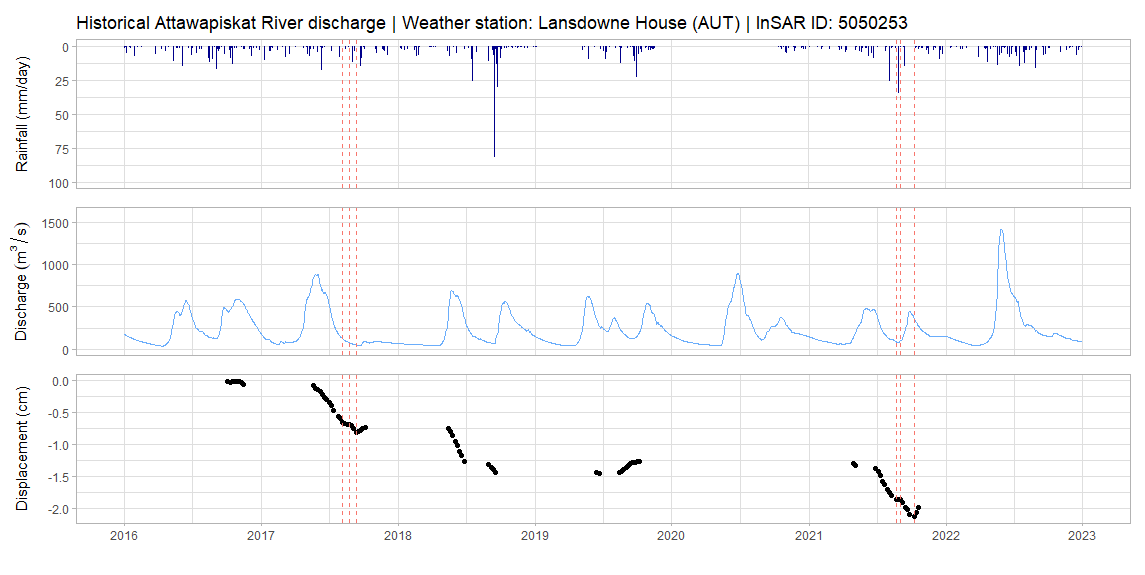 Historical Attawapiskat River discharge | Weather station: Lansdowne House (AUT) | InSAR ID: 5050253
Rainfall (mm/day)
0
25
50
75
100
Discharge (m³ / s)
1500
1000
500
0
Displacement (cm)
0.0
-0.5
-1.0
-1.5
-2.0
2016 2017 2018 2019 2020 2021 2022 2023